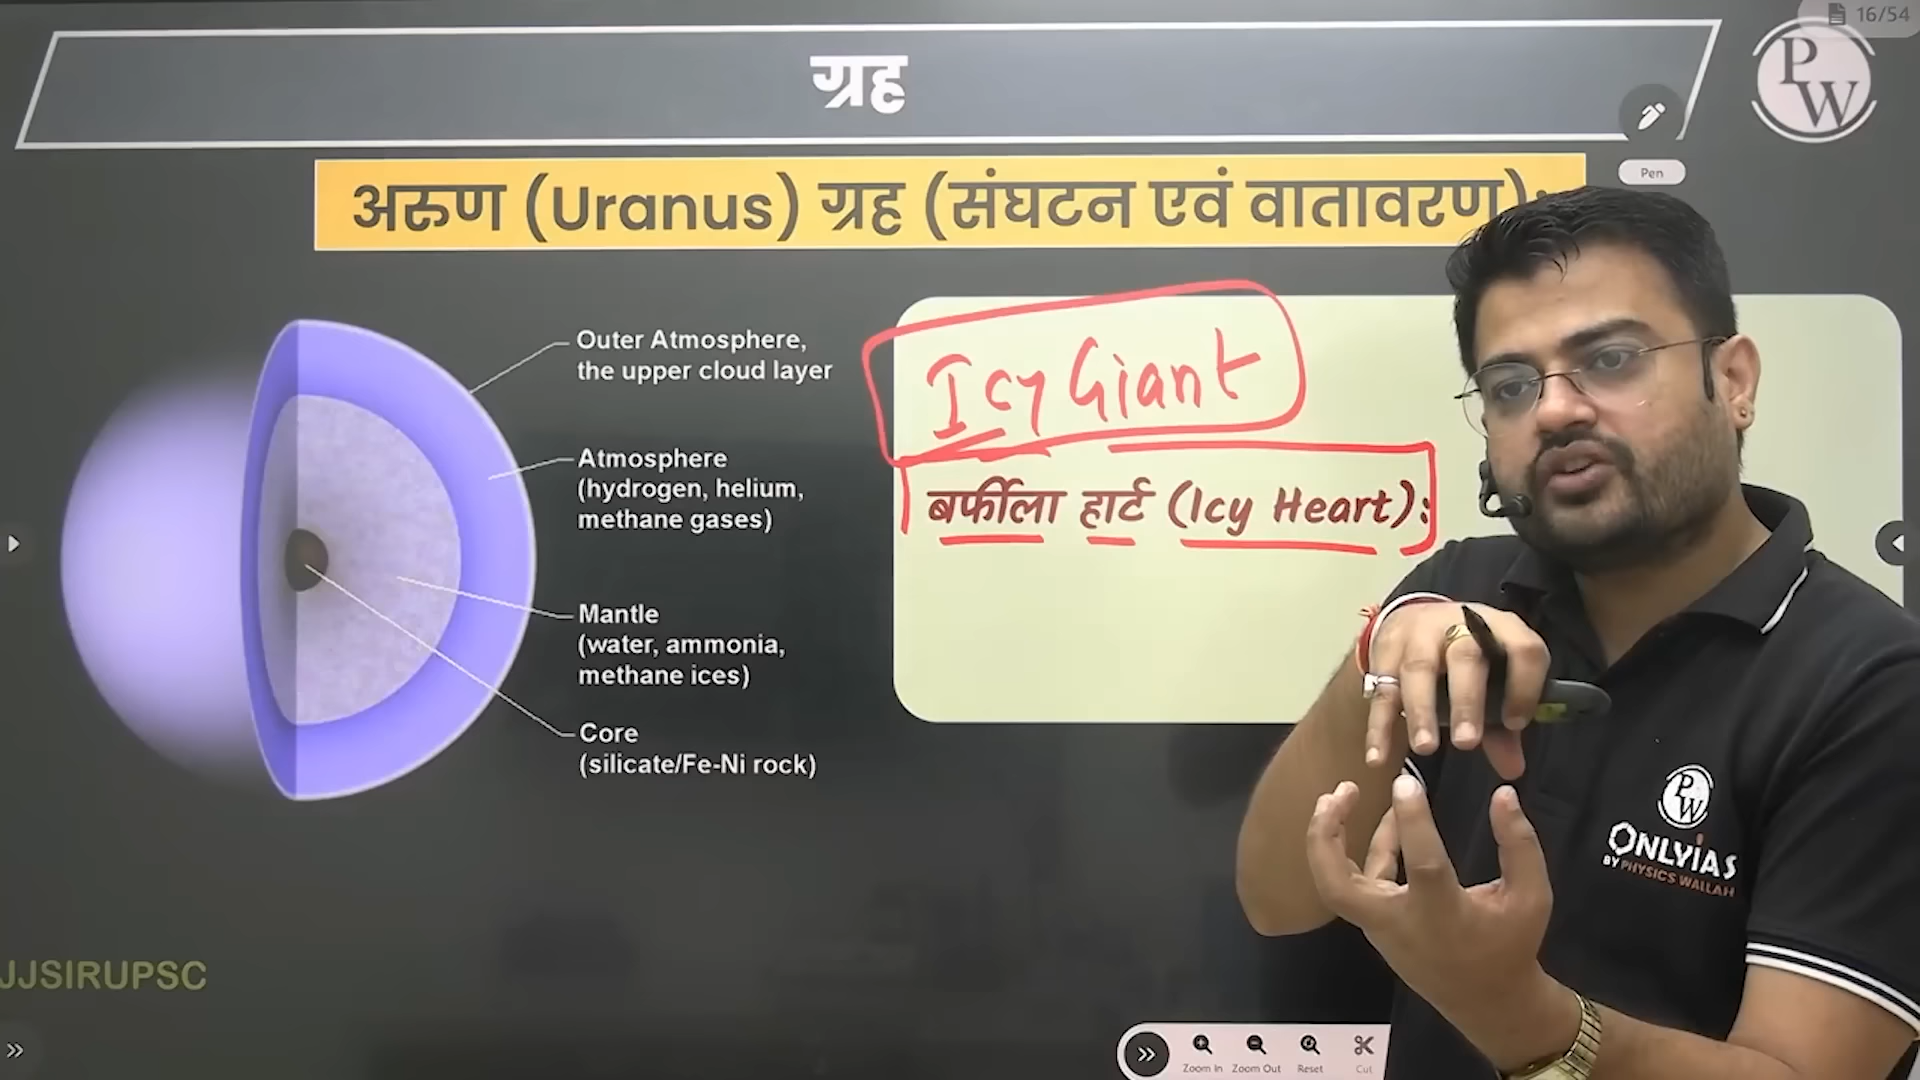 16/54
ग्रह
PW
Pen
अरुण (Uranus) ग्रह (संघटन एवं वातावरण):
Outer Atmosphere,
the upper cloud layer
Atmosphere
(hydrogen, helium,
methane gases)
Mantle
(water, ammonia,
methane ices)
Core
(silicate/Fe-Ni rock)
Icy Giant
बर्फीला हार्ट (Icy Heart):
PW
ONLYIAS
BY PHYSICS WALLAH
JJSIRUPSC
Zoom In Zoom Out Reset Cut